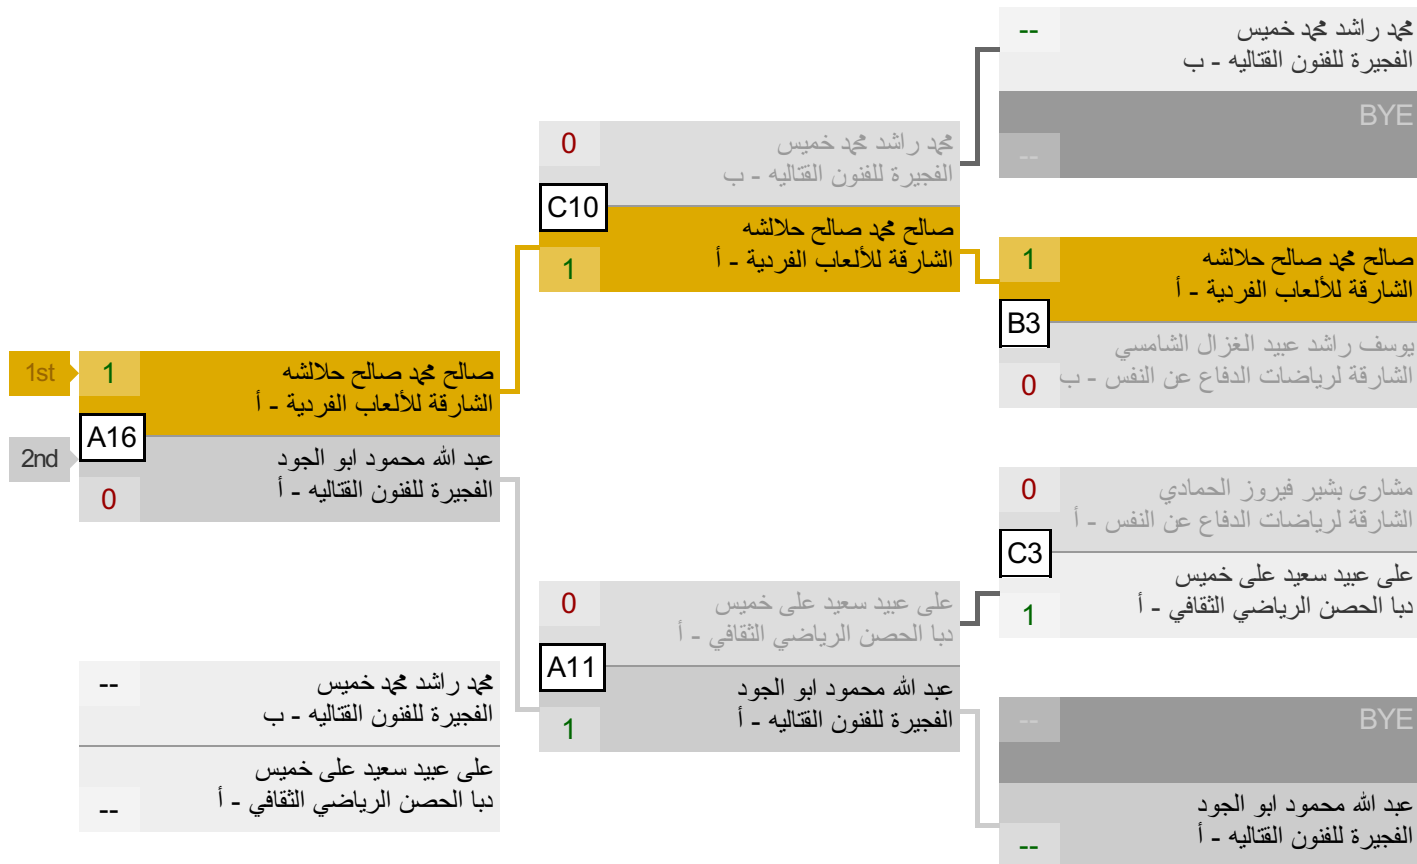 محمد راشد محمد خميس
الفجيرة للفنون القتاليه - ب
--
BYE
--
صالح محمد صالح حلالشه
الشارقة للألعاب الفردية - أ
1
B3
يوسف راشد عبيد الغزال الشامسي
الشارقة لرياضات الدفاع عن النفس - ب
0
مشارى بشير فيروز الحمادي
الشارقة لرياضات الدفاع عن النفس - أ
0
C3
على عبيد سعيد على خميس
دبا الحصن الرياضي الثقافي - أ
1
BYE
--
عبد الله محمود ابو الجود
الفجيرة للفنون القتاليه - أ
--
محمد راشد محمد خميس
الفجيرة للفنون القتاليه - ب
0
C10
صالح محمد صالح حلالشه
الشارقة للألعاب الفردية - أ
1
على عبيد سعيد على خميس
دبا الحصن الرياضي الثقافي - أ
0
A11
عبد الله محمود ابو الجود
الفجيرة للفنون القتاليه - أ
1
صالح محمد صالح حلالشه
الشارقة للألعاب الفردية - أ
1
1st
A16
عبد الله محمود ابو الجود
الفجيرة للفنون القتاليه - أ
0
2nd
محمد راشد محمد خميس
الفجيرة للفنون القتاليه - ب
--
على عبيد سعيد على خميس
دبا الحصن الرياضي الثقافي - أ
--